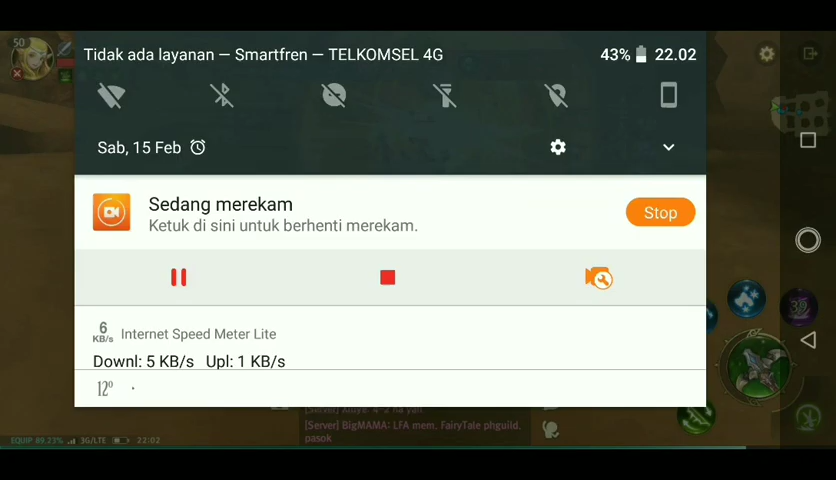 50
Tidak ada layanan — Smartfren — TELKOMSEL 4G
43% 22.02
Sab, 15 Feb
Sedang merekam
Ketuk di sini untuk berhenti merekam.
Stop
6
KB/s
Internet Speed Meter Lite
Downl: 5 KB/s Upl: 1 KB/s
12°
[Server] BigMAMA: LFA mem, FairyTale phguild,
pasok
EQUIP 89,23% 3G/LTE 22:02